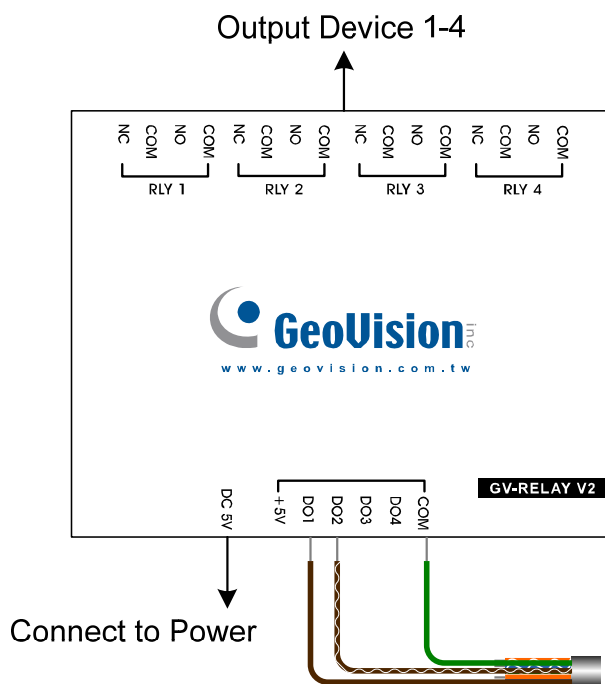 Output Device 1-4
NC COM NO COM NC COM NO COM NC COM NO COM NC COM NO COM
RLY 1 RLY 2 RLY 3 RLY 4
GeoVision inc
www.geovision.com.tw
GV-RELAY V2
DC 5V +5V DO1 DO2 DO3 DO4 COM
Connect to Power